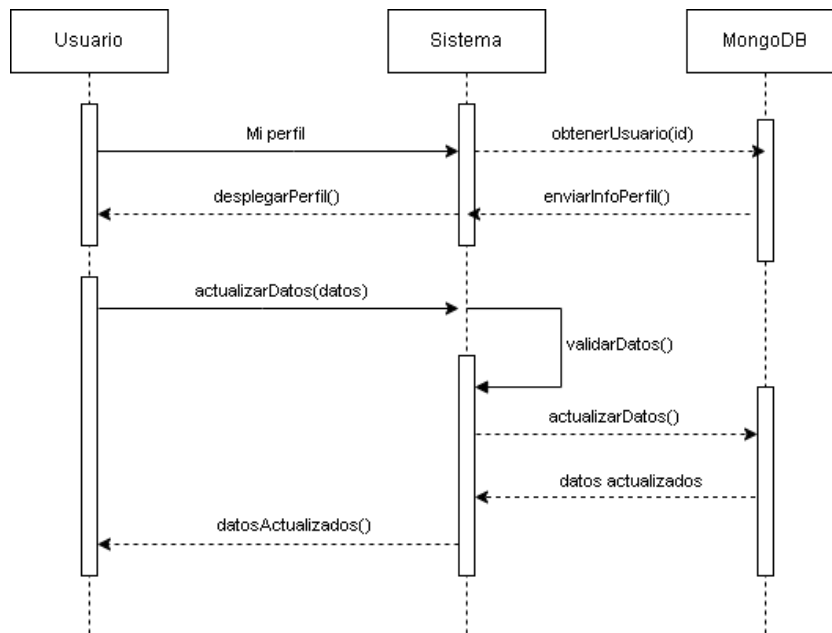 Usuario
Sistema
MongoDB
Mi perfil
obtenerUsuario(id)
desplegarPerfil()
enviarInfoPerfil()
actualizarDatos(datos)
validarDatos()
actualizarDatos()
datos actualizados
datosActualizados()